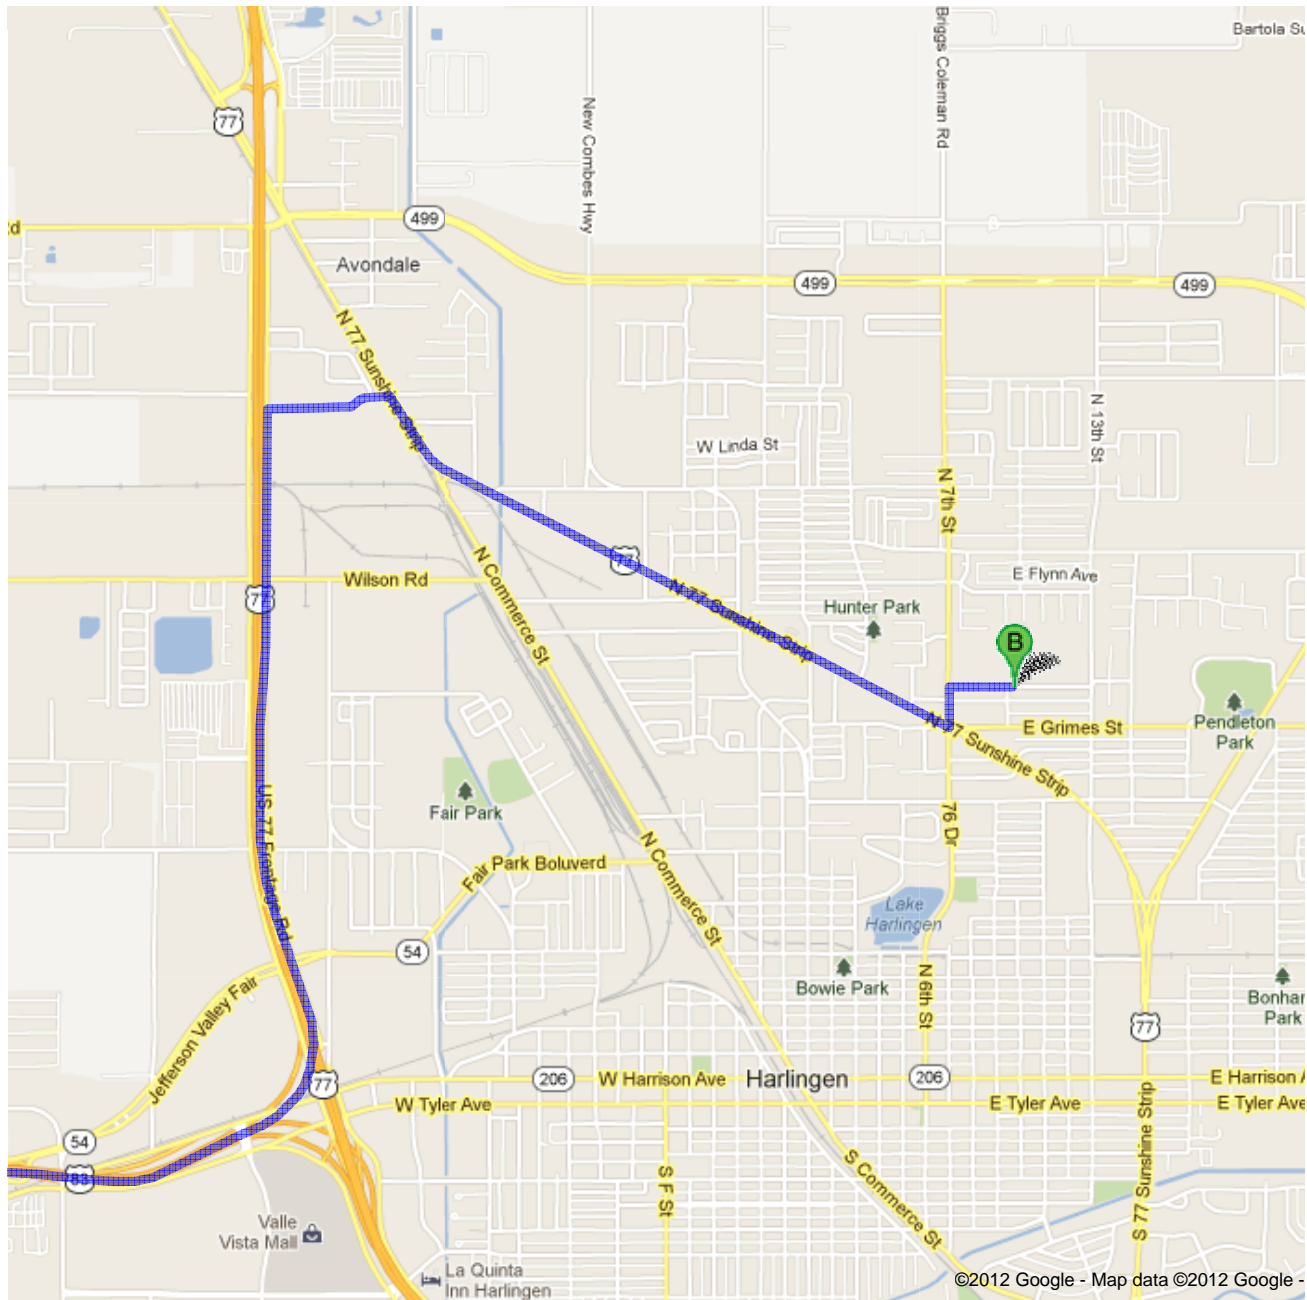 Bartola Su
Briggs Coleman Rd
77
New Combes Hwy
499
Rd
Avondale
499
499
N 77 Sunshine Strip
N 13th St
W Linda St
N 7th St
N Commerce St
77
Wilson Rd
E Flynn Ave
77
N 77 Sunshine Strip
Hunter Park
B
Pendleton
Park
N 77 Sunshine Strip
E Grimes St
US 77 Frontage Rd
Fair Park
76 Dr
N Commerce St
Fair Park Boluverd
Lake
Harlingen
54
N 6th St
Bowie Park
Bonhar
Park
Jefferson Valley Fair
77
77
206
W Harrison Ave
Harlingen
206
E Harrison A
W Tyler Ave
E Tyler Ave
E Tyler Ave
54
83
S F St
S Commerce St
S 77 Sunshine Strip
Valle
Vista Mall
La Quinta
Inn Harlingen
©2012 Google - Map data ©2012 Google -